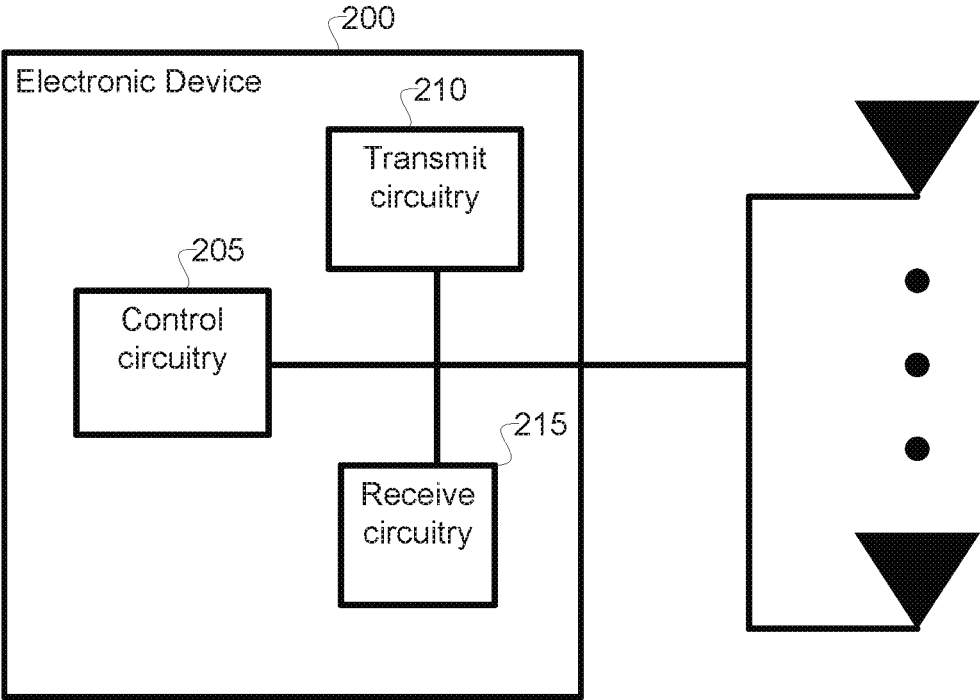 200
Electronic Device
210
Transmit
circuitry
205
Control
circuitry
215
Receive
circuitry